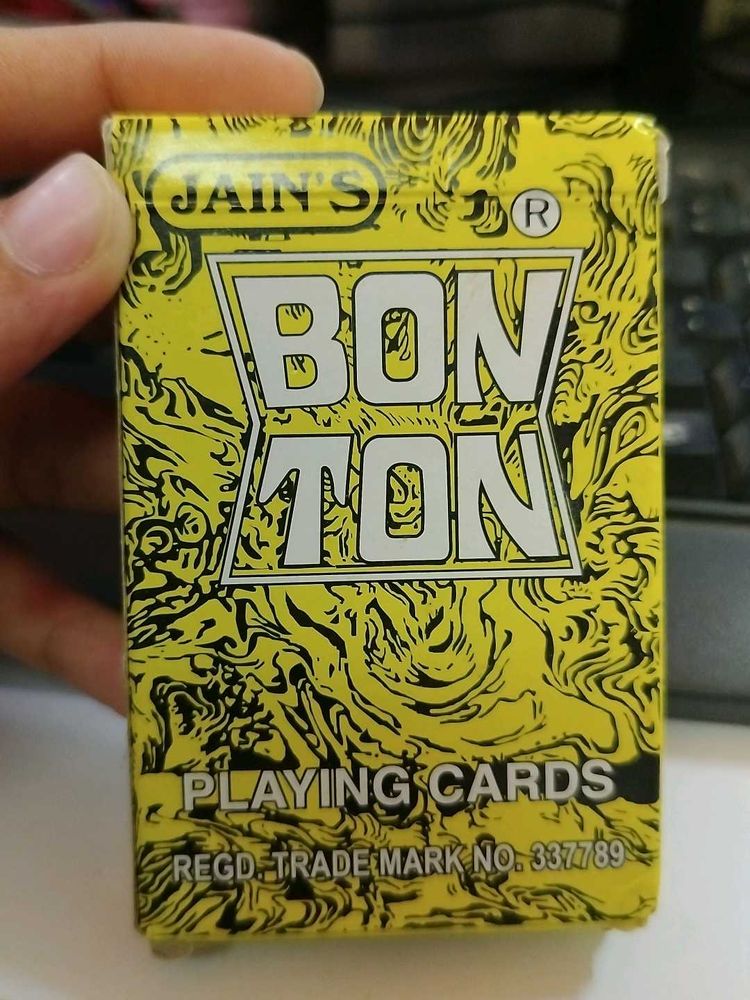 JAIN'S
®
BON
TON
PLAYING CARDS
REGD. TRADE MARK NO. 337789